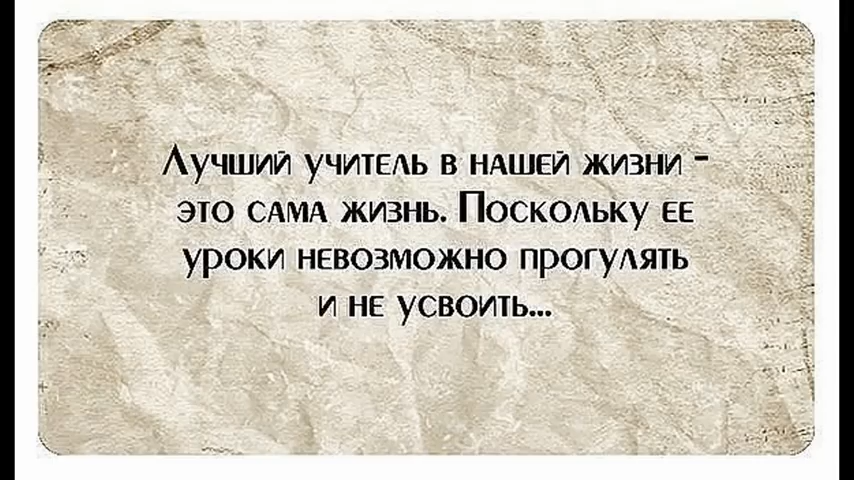 Лучший учитель в нашей жизни -
это сама жизнь. Поскольку ее
уроки невозможно прогулять
и не усвоить...